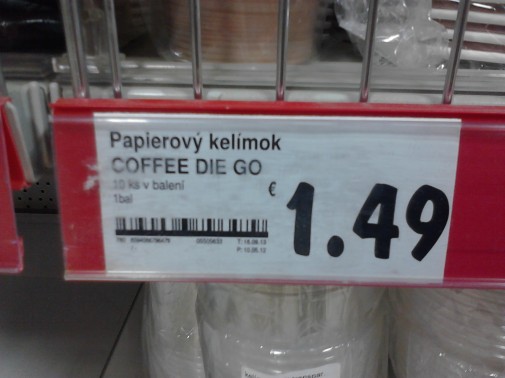 Papierový kelímok
COFFEE DIE GO
10 ks v balení
1bal
€ 1.49